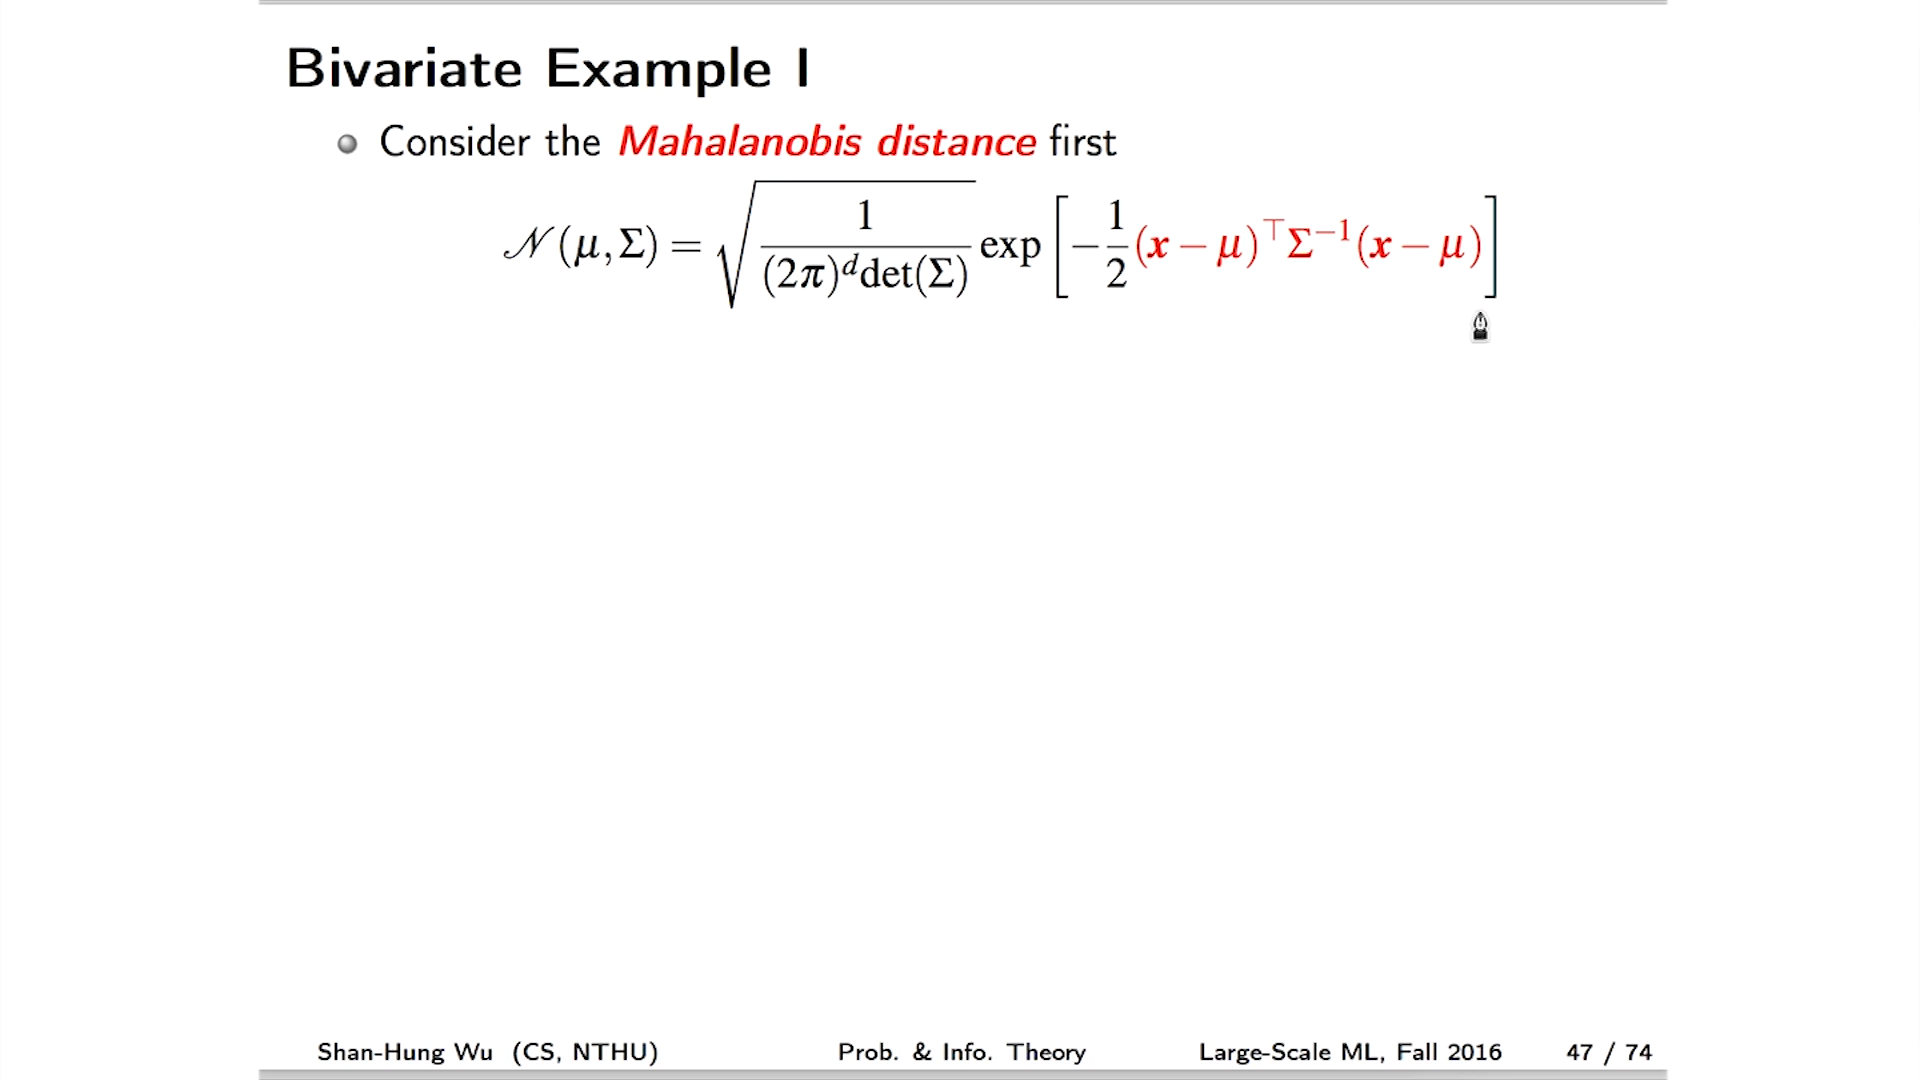 Bivariate Example I
Consider the Mahalanobis distance first
𝒩(μ,Σ) = √(1/((2π)^d det(Σ))) exp[−1/2 (x − μ)^⊤ Σ^−1 (x − μ)]
Shan-Hung Wu (CS, NTHU) Prob. & Info. Theory Large-Scale ML, Fall 2016 47 / 74